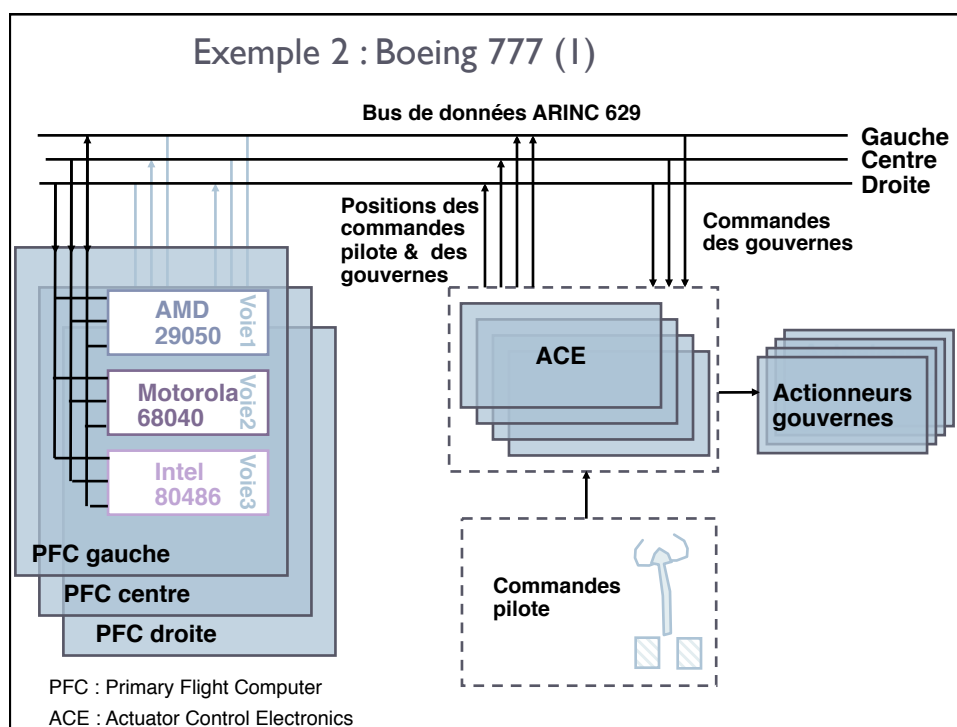 Exemple 2 : Boeing 777 (1)
Bus de données ARINC 629
Gauche
Centre
Droite
Positions des
commandes
pilote & des
gouvernes
Commandes
des gouvernes
AMD
29050
Voie1
Motorola
68040
Voie2
Intel
80486
Voie3
PFC gauche
PFC centre
PFC droite
ACE
Actionneurs
gouvernes
Commandes
pilote
PFC : Primary Flight Computer
ACE : Actuator Control Electronics